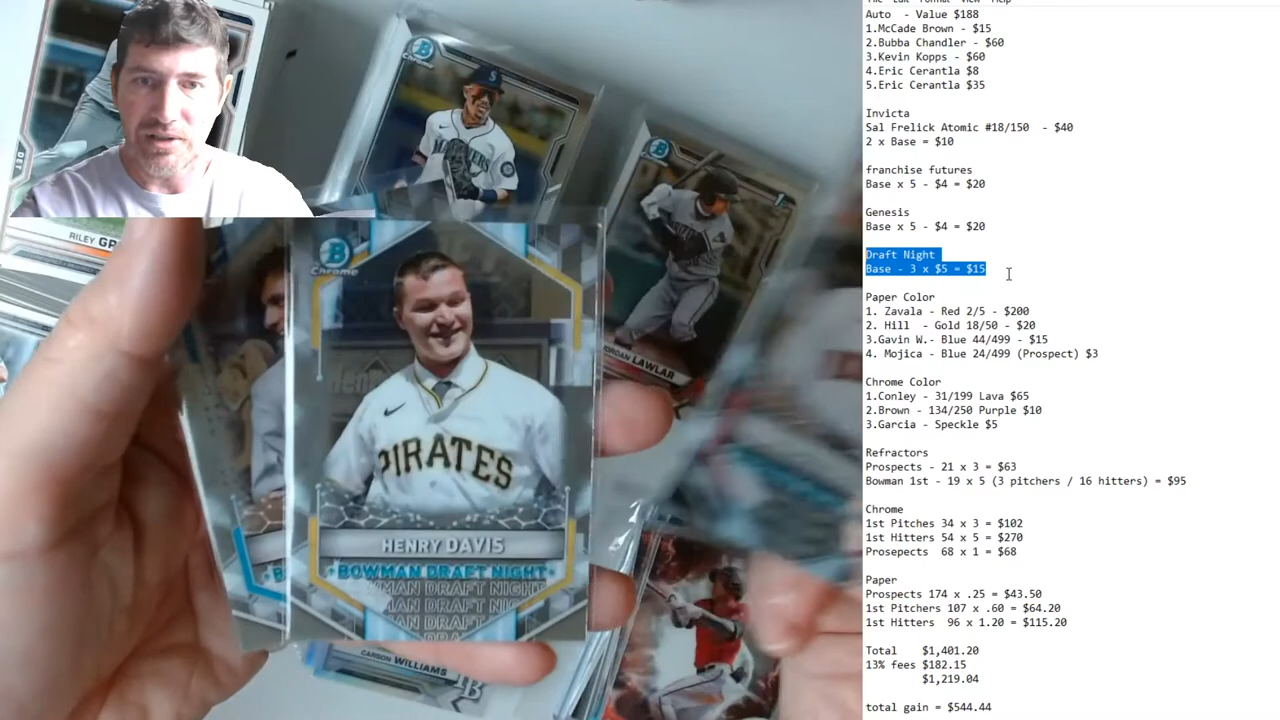 Chrome
DET
RILEY GR
Chrome
JORDAN LAWLAR
Chrome
PIRATES
HENRY DAVIS
BOWMAN DRAFT NIGHT
MAN DRAFT NIGHT
CARSON WILLIAMS
Auto - Value $188
1.McCade Brown - $15
2.Bubba Chandler - $60
3.Kevin Kopps - $60
4.Eric Cerantla $8
5.Eric Cerantla $35
Invicta
Sal Frelick Atomic #18/150 - $40
2 x Base = $10
franchise futures
Base x 5 - $4 = $20
Genesis
Base x 5 - $4 = $20
Draft Night
Base - 3 x $5 = $15
Paper Color
1. Zavala - Red 2/5 - $200
2. Hill - Gold 18/50 - $20
3.Gavin W.- Blue 44/499 - $15
4. Mojica - Blue 24/499 (Prospect) $3
Chrome Color
1.Conley - 31/199 Lava $65
2.Brown - 134/250 Purple $10
3.Garcia - Speckle $5
Refractors
Prospects - 21 x 3 = $63
Bowman 1st - 19 x 5 (3 pitchers / 16 hitters) = $95
Chrome
1st Pitches 34 x 3 = $102
1st Hitters 54 x 5 = $270
Prosepects 68 x 1 = $68
Paper
Prospects 174 x .25 = $43.50
1st Pitchers 107 x .60 = $64.20
1st Hitters 96 x 1.20 = $115.20
Total $1,401.20
13% fees $182.15
$1,219.04
total gain = $544.44